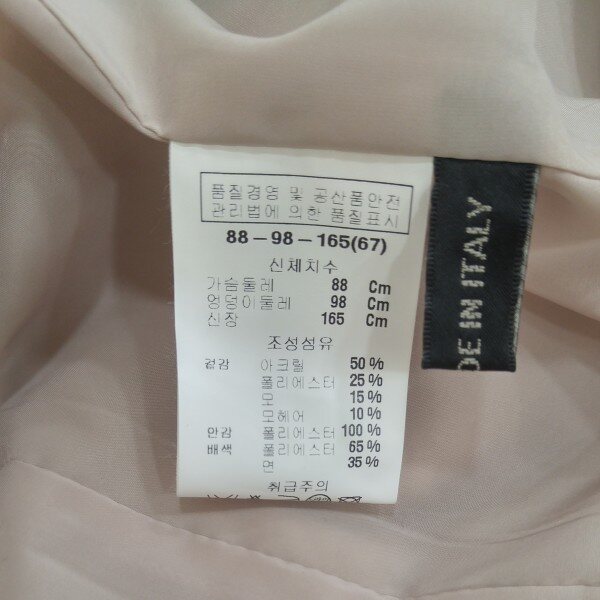 품질경영 및 공산품안전
관리법에 의한 품질표시
88-98-165(67)
신체치수
가슴둘레 88 Cm
엉덩이둘레 98 Cm
신장 165 Cm
조성섬유
겉감 아크릴 50%
폴리에스터 25%
모 15%
모헤어 10%
안감 폴리에스터 100%
배색 폴리에스터 65%
면 35%
취급주의
DE IN ITALY